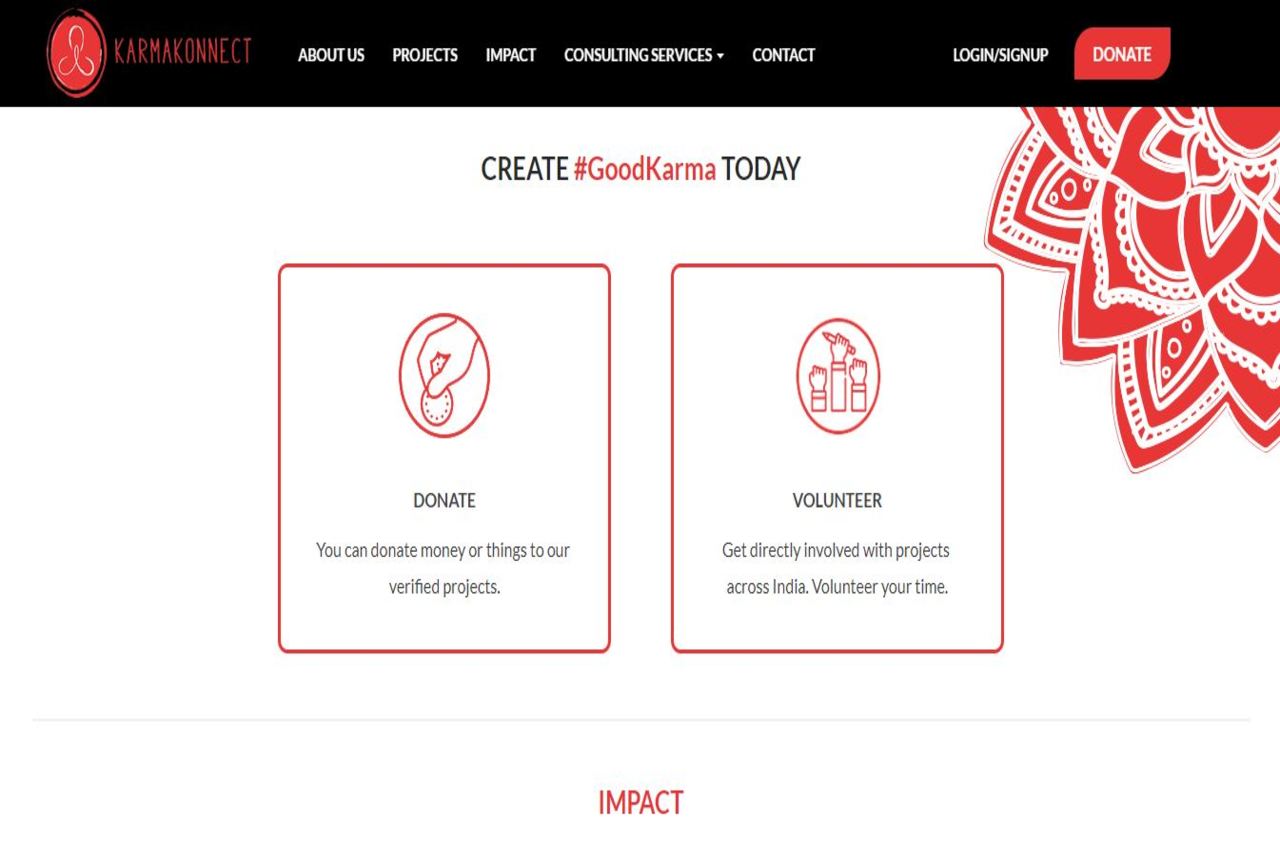 KARMAKONNECT
ABOUT US
PROJECTS
IMPACT
CONSULTING SERVICES
CONTACT
LOGIN/SIGNUP
DONATE
CREATE #GoodKarma TODAY
DONATE
You can donate money or things to our
verified projects.
VOLUNTEER
Get directly involved with projects
across India. Volunteer your time.
IMPACT